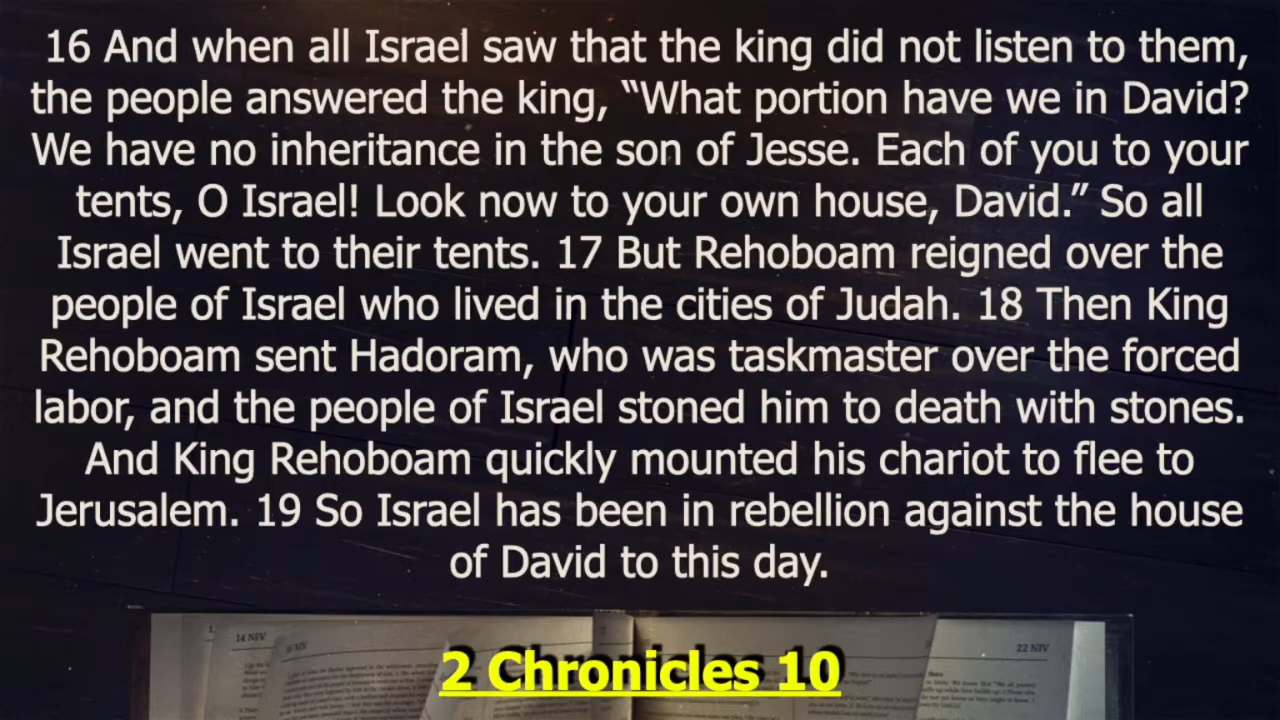 16 And when all Israel saw that the king did not listen to them,
the people answered the king, “What portion have we in David?
We have no inheritance in the son of Jesse. Each of you to your
tents, O Israel! Look now to your own house, David.” So all
Israel went to their tents. 17 But Rehoboam reigned over the
people of Israel who lived in the cities of Judah. 18 Then King
Rehoboam sent Hadoram, who was taskmaster over the forced
labor, and the people of Israel stoned him to death with stones.
And King Rehoboam quickly mounted his chariot to flee to
Jerusalem. 19 So Israel has been in rebellion against the house
of David to this day.
14 NIV
NIV
22 NIV
2 Chronicles 10